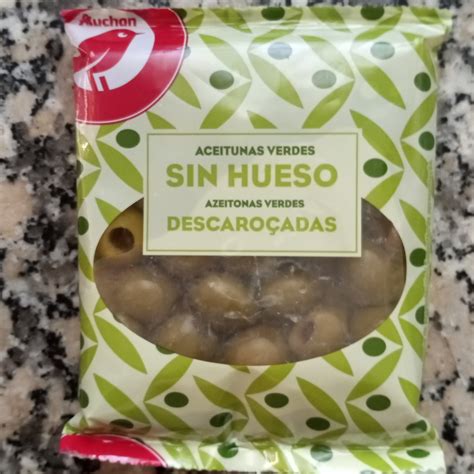 Auchan
ACEITUNAS VERDES
SIN HUESO
AZEITONAS VERDES
DESCAROÇADAS